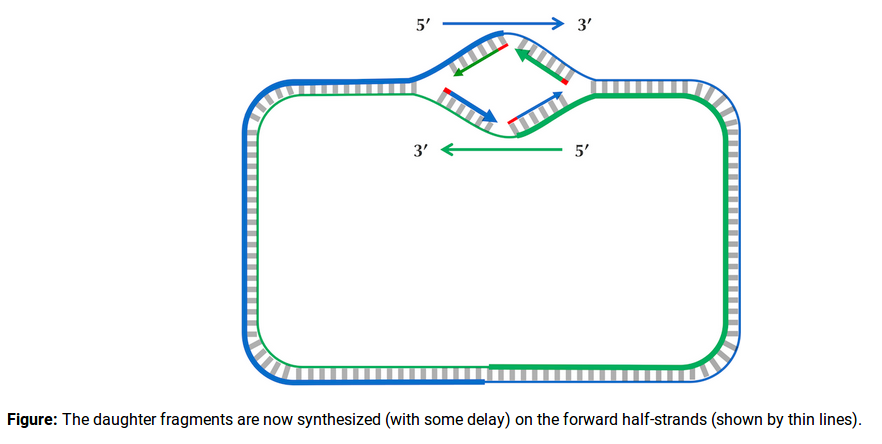 5′ 3′
3′ 5′
Figure: The daughter fragments are now synthesized (with some delay) on the forward half-strands (shown by thin lines).